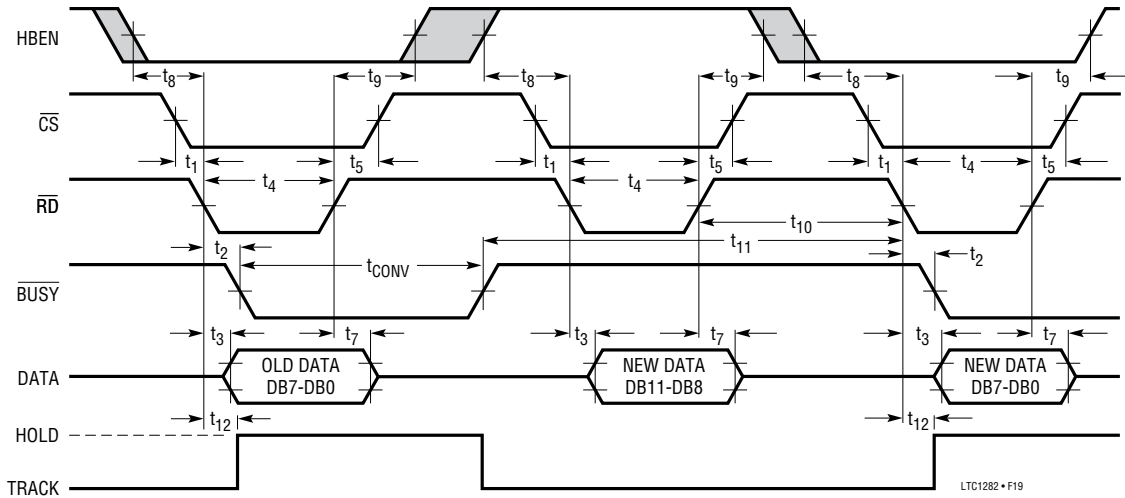 HBEN
t8 t9 t8 t9 t8 t9
CS
t1 t5 t1 t5 t1 t5
t4 t4 t4
RD
t10
t2 t11 t2
tCONV
BUSY
t3 t7 t3 t7 t3 t7
DATA
OLD DATA
DB7-DB0
NEW DATA
DB11-DB8
NEW DATA
DB7-DB0
t12 t12
HOLD
TRACK
LTC1282 • F19